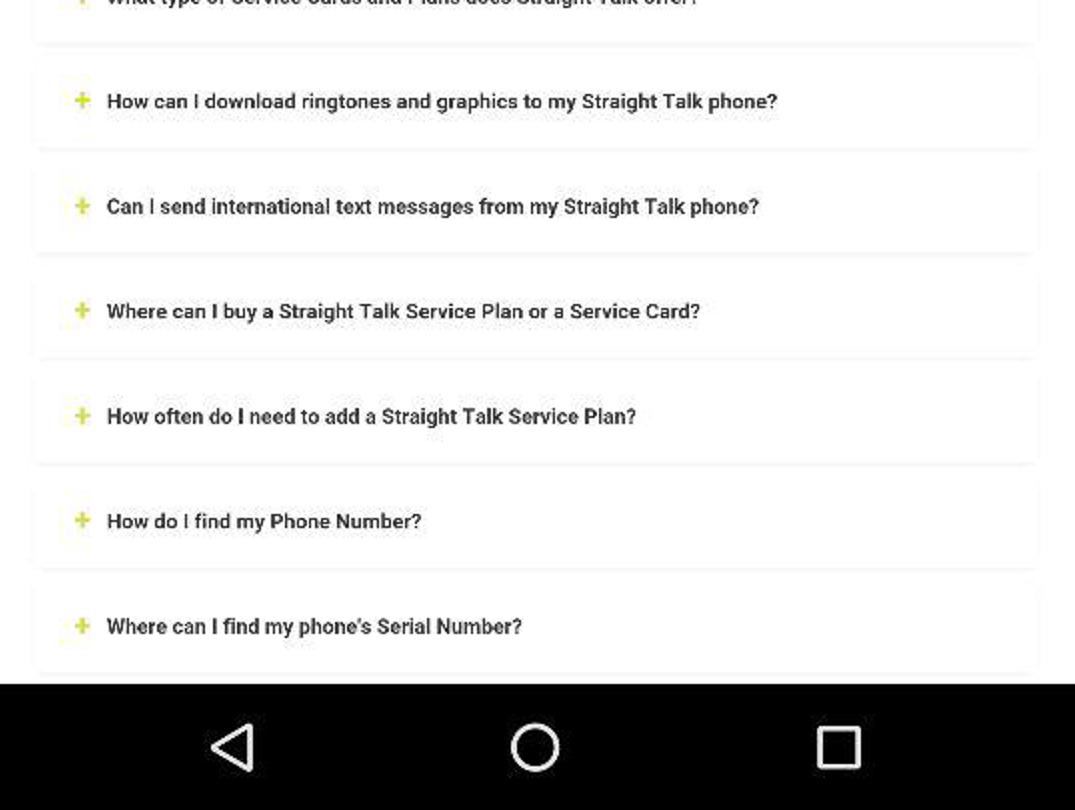 What type of Service Cards and Plans does Straight Talk offer?
How can I download ringtones and graphics to my Straight Talk phone?
Can I send international text messages from my Straight Talk phone?
Where can I buy a Straight Talk Service Plan or a Service Card?
How often do I need to add a Straight Talk Service Plan?
How do I find my Phone Number?
Where can I find my phone's Serial Number?